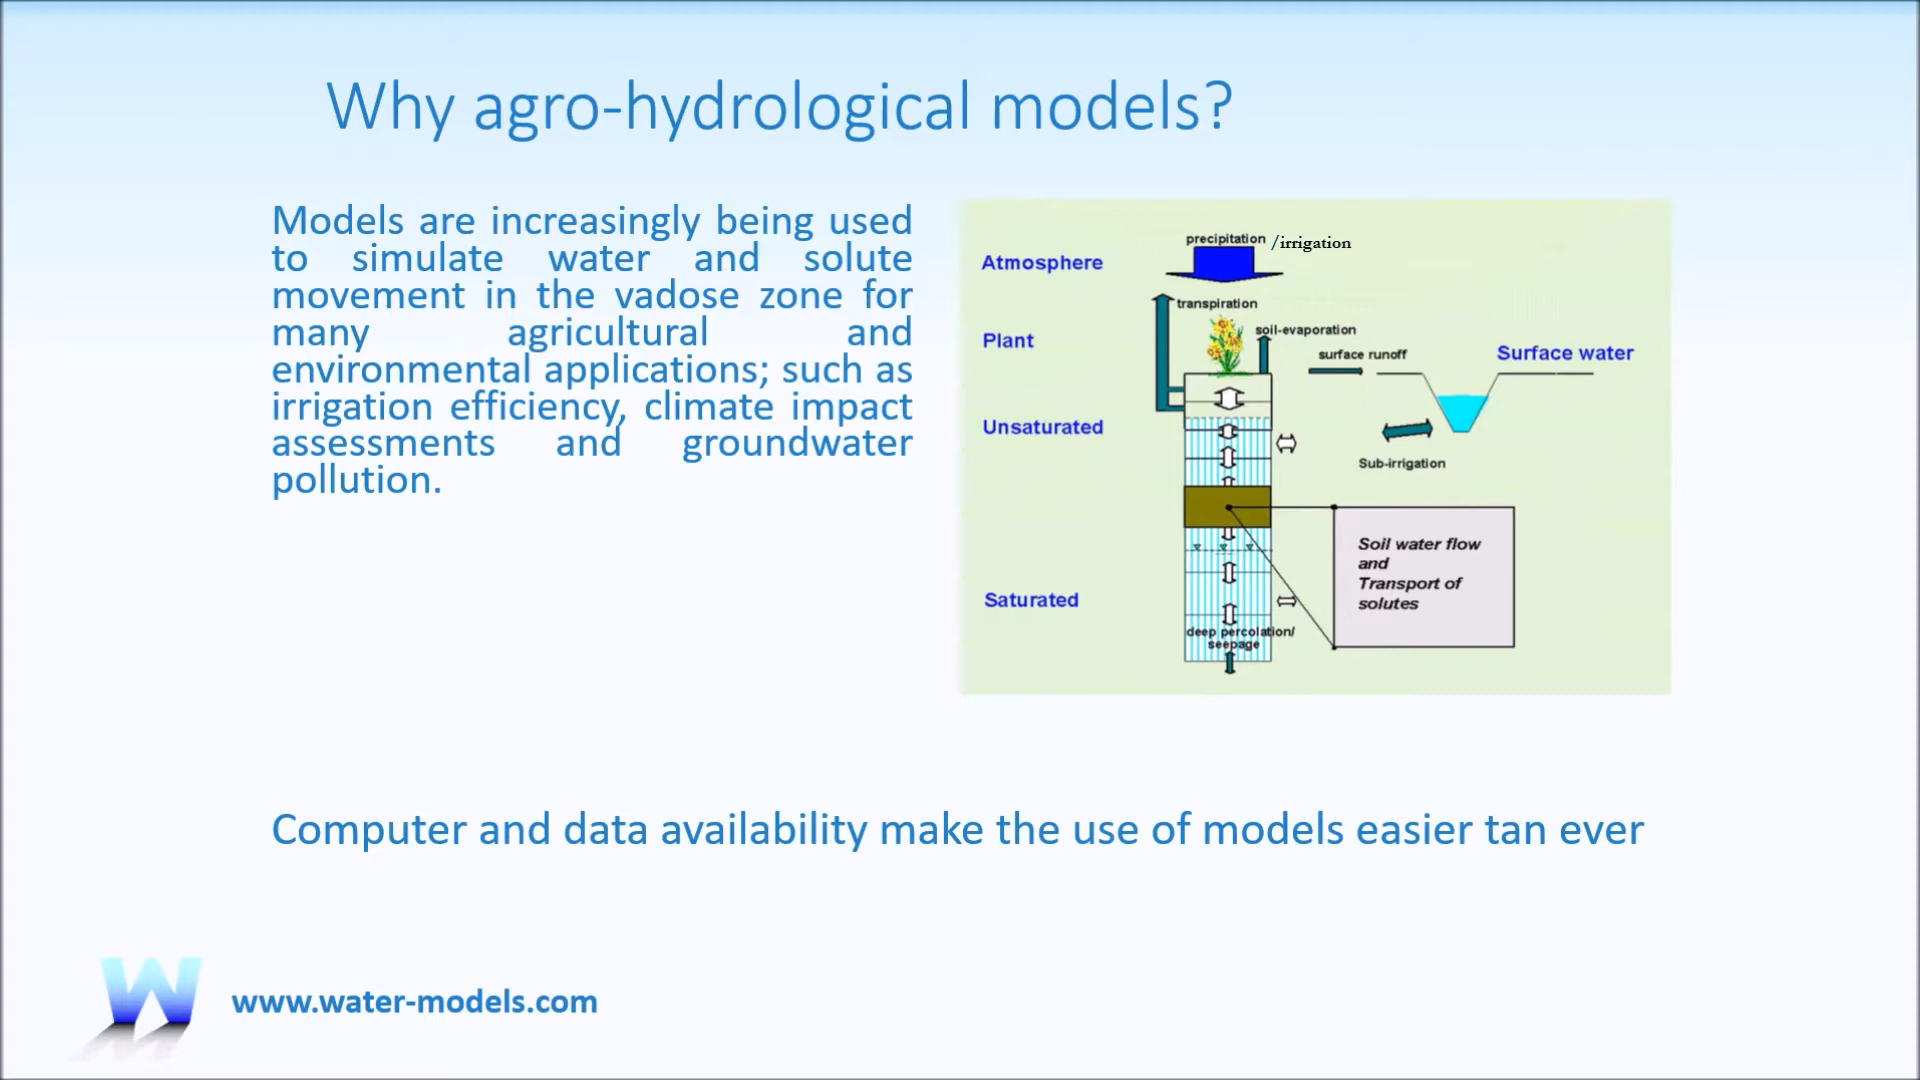 Why agro-hydrological models?
Models are increasingly being used
to simulate water and solute
movement in the vadose zone for
many agricultural and
environmental applications; such as
irrigation efficiency, climate impact
assessments and groundwater
pollution.
precipitation /irrigation
Atmosphere
transpiration
Plant
soil-evaporation
surface runoff
Surface water
Unsaturated
Sub-irrigation
Soil water flow
and
Transport of
solutes
Saturated
deep percolation/
seepage
Computer and data availability make the use of models easier tan ever
W
www.water-models.com